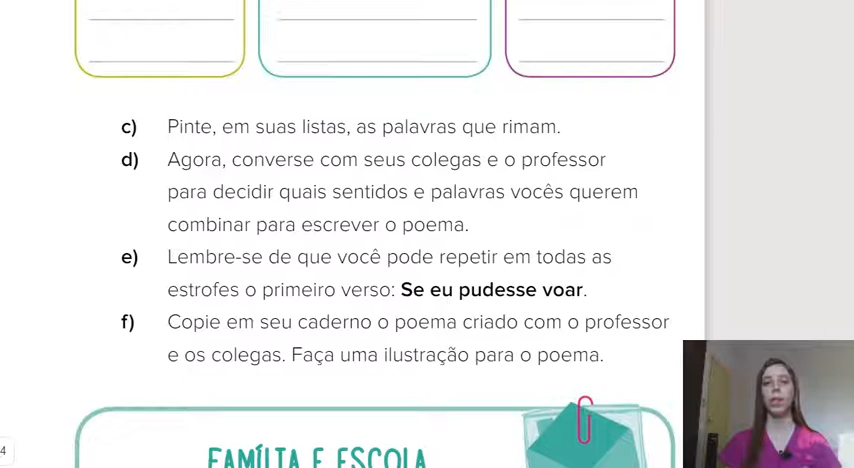 c) Pinte, em suas listas, as palavras que rimam.
d) Agora, converse com seus colegas e o professor
para decidir quais sentidos e palavras vocês querem
combinar para escrever o poema.
e) Lembre-se de que você pode repetir em todas as
estrofes o primeiro verso: Se eu pudesse voar.
f) Copie em seu caderno o poema criado com o professor
e os colegas. Faça uma ilustração para o poema.
4
FAMÍLIA E ESCOLA